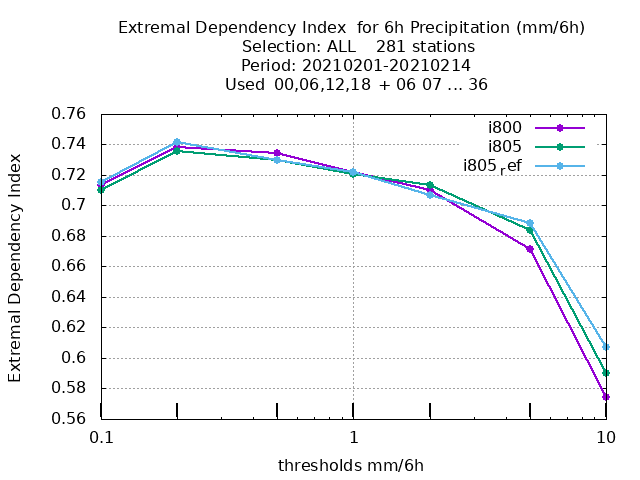 Extremal Dependency Index for 6h Precipitation (mm/6h)
Selection: ALL 281 stations
Period: 20210201-20210214
Used 00,06,12,18 + 06 07 ... 36
i800
i805
i805ref
Extremal Dependency Index
0.76
0.74
0.72
0.7
0.68
0.66
0.64
0.62
0.6
0.58
0.56
0.1
1
10
thresholds mm/6h